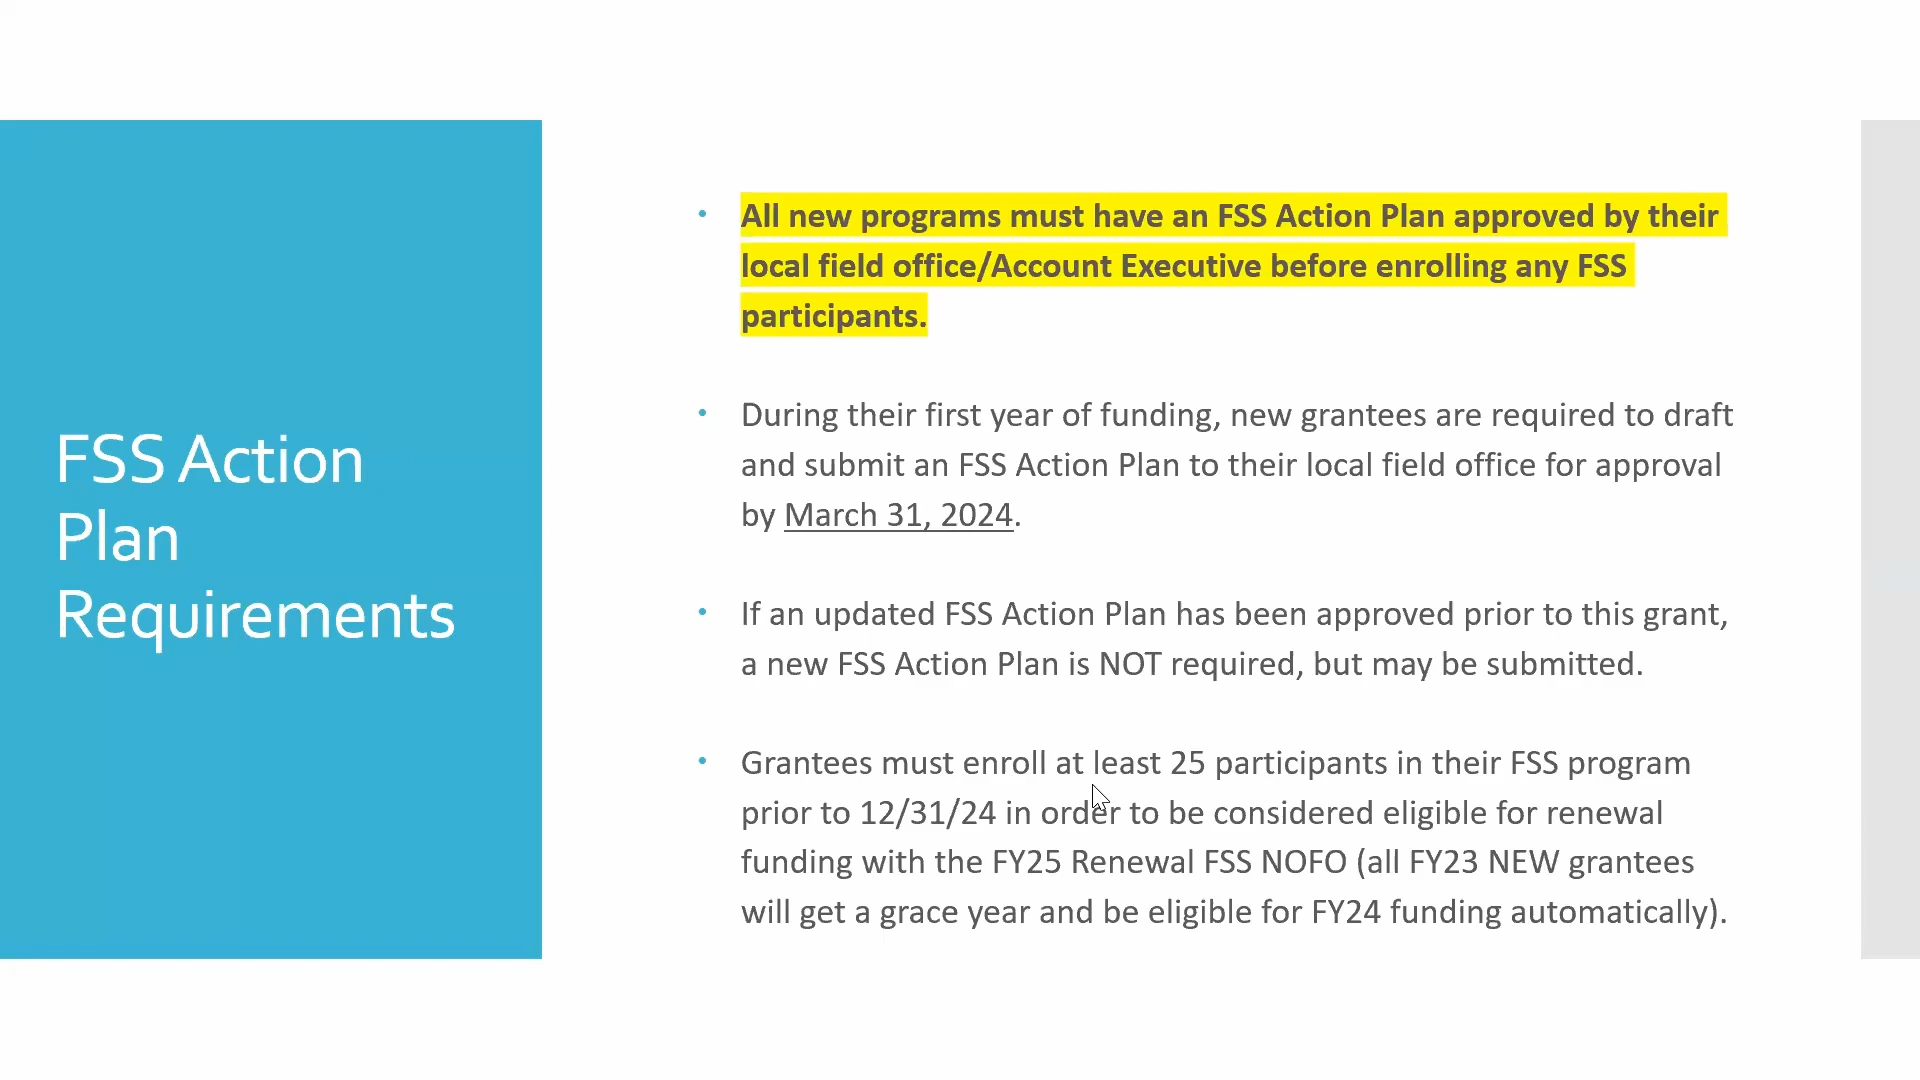 FSS Action
Plan
Requirements
• All new programs must have an FSS Action Plan approved by their
local field office/Account Executive before enrolling any FSS
participants.
• During their first year of funding, new grantees are required to draft
and submit an FSS Action Plan to their local field office for approval
by March 31, 2024.
• If an updated FSS Action Plan has been approved prior to this grant,
a new FSS Action Plan is NOT required, but may be submitted.
• Grantees must enroll at least 25 participants in their FSS program
prior to 12/31/24 in order to be considered eligible for renewal
funding with the FY25 Renewal FSS NOFO (all FY23 NEW grantees
will get a grace year and be eligible for FY24 funding automatically).